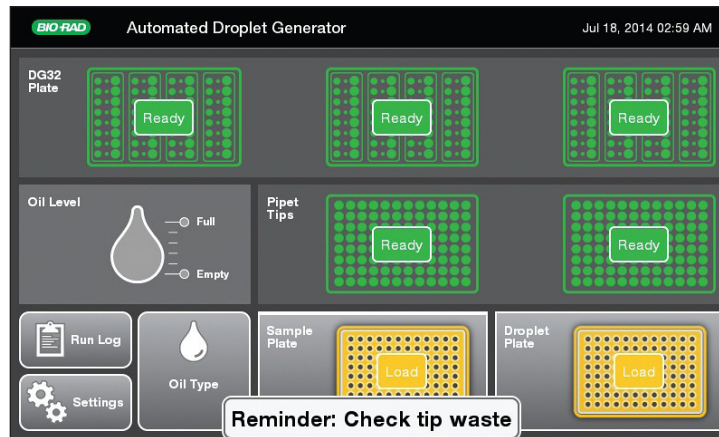 BIO-RAD
Automated Droplet Generator
Jul 18, 2014 02:59 AM
DG32
Plate
Ready
Ready
Ready
Oil Level
Full
Empty
Pipet
Tips
Ready
Ready
Run Log
Settings
Oil Type
Sample
Plate
Load
Droplet
Plate
Load
Reminder: Check tip waste